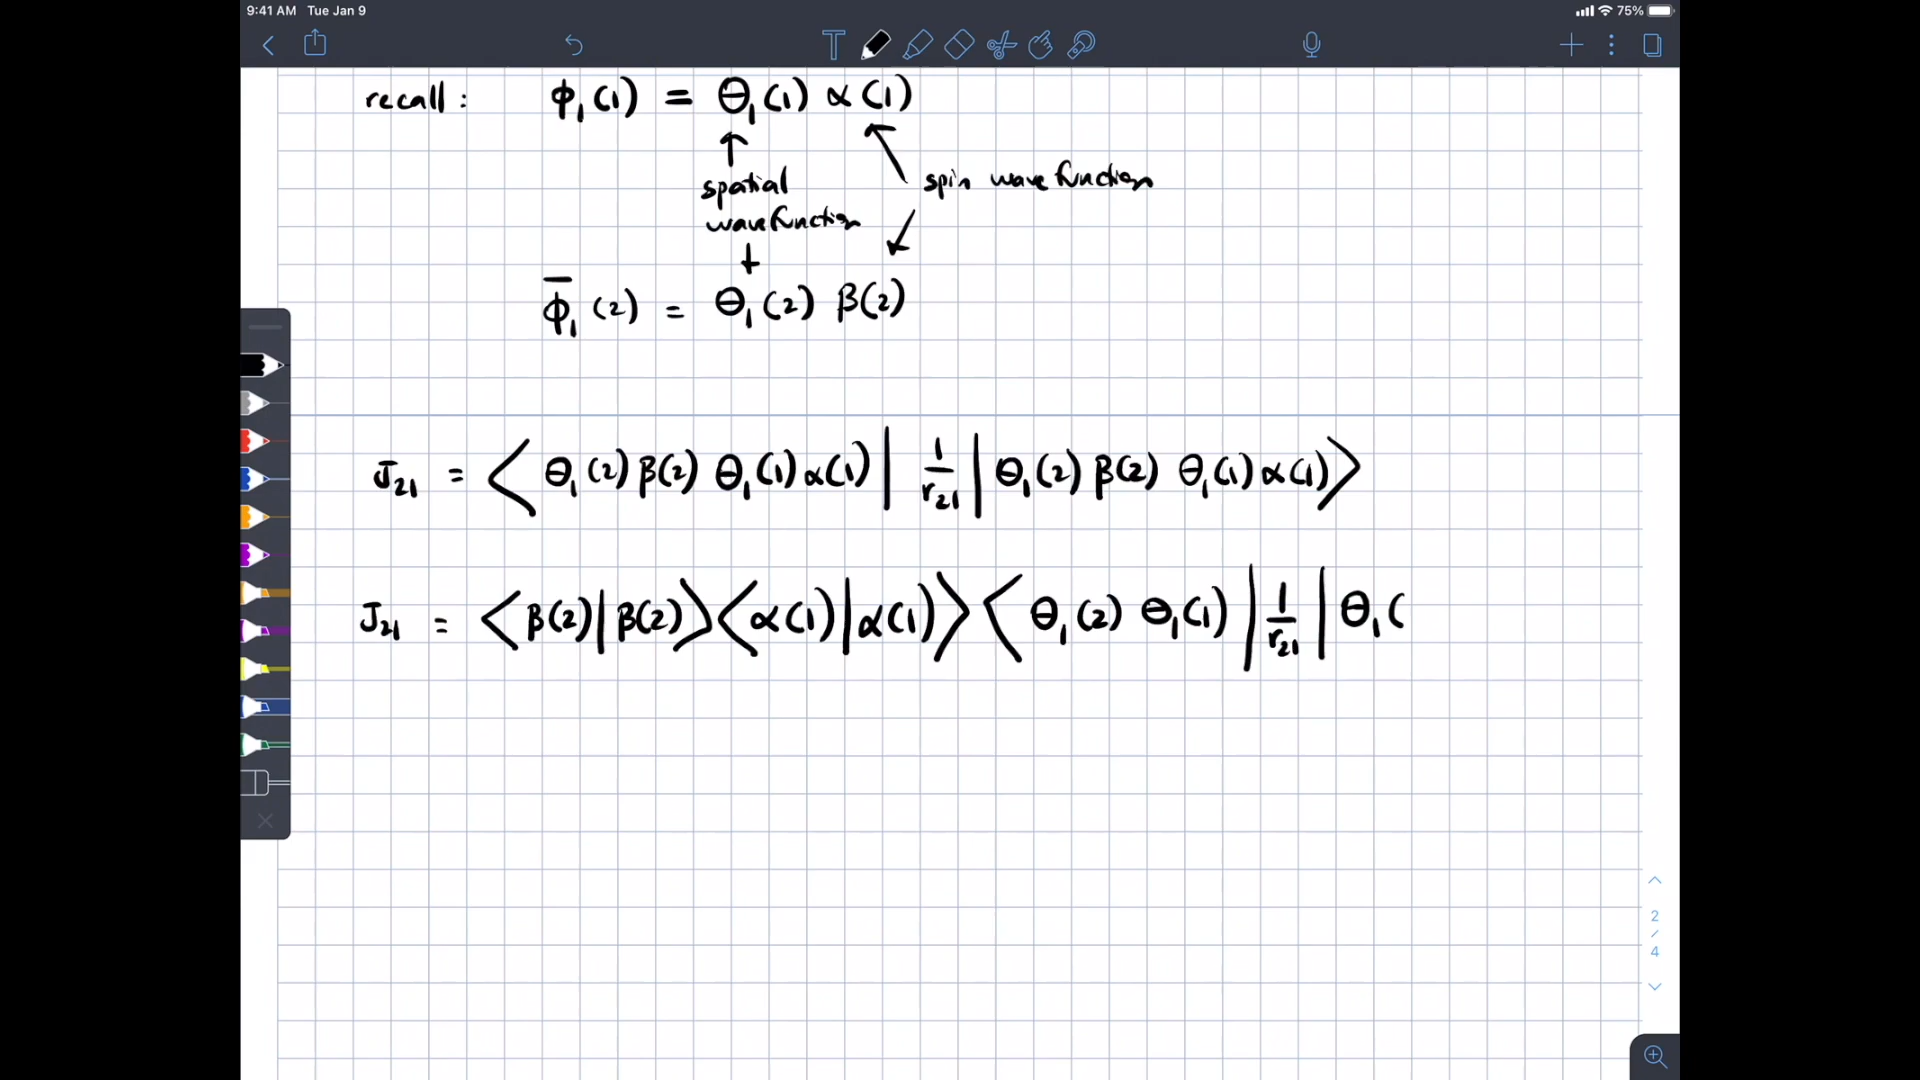 9:41 AM Tue Jan 9
75%
recall : ϕ₁(1) = θ₁(1) α(1)
spatial
wavefunction
spin wavefunction
ϕ̅₁(2) = θ₁(2) β(2)
J₂₁ = ⟨ θ₁(2) β(2) θ₁(1) α(1) | 1/r₂₁ | θ₁(2) β(2) θ₁(1) α(1) ⟩
J₂₁ = ⟨ β(2) | β(2) ⟩ ⟨ α(1) | α(1) ⟩ ⟨ θ₁(2) θ₁(1) | 1/r₂₁ | θ₁(
2
/
4